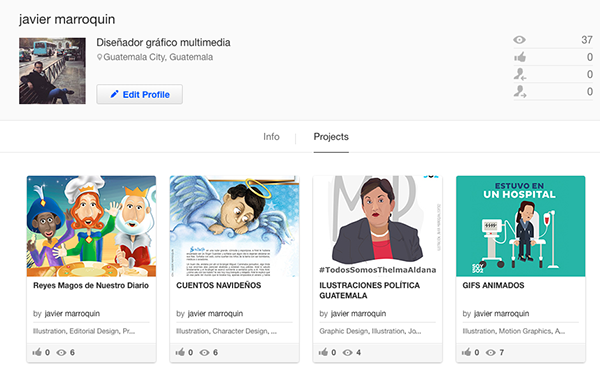 javier marroquin
Diseñador gráfico multimedia
Guatemala City, Guatemala
Edit Profile
37
0
0
0
Info
Projects
Reyes Magos de Nuestro Diario
by javier marroquin
Illustration, Editorial Design, Pr...
0 6
CUENTOS NAVIDEÑOS
by javier marroquin
Illustration, Character Design, ...
0 6
#TodosSomosThelmaAldana
ILUSTRACIONES POLÍTICA
GUATEMALA
by javier marroquin
Graphic Design, Illustration, Jo...
0 4
ESTUVO EN
UN HOSPITAL
GIFS ANIMADOS
by javier marroquin
Illustration, Motion Graphics, A...
0 7